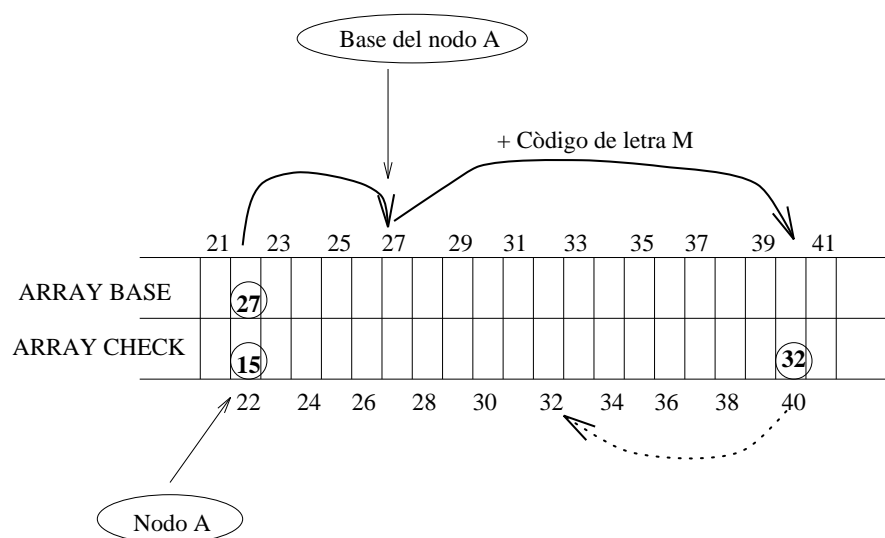 Base del nodo A
+ Còdigo de letra M
21 23 25 27 29 31 33 35 37 39 41
ARRAY BASE 27
ARRAY CHECK 15 32
22 24 26 28 30 32 34 36 38 40
Nodo A